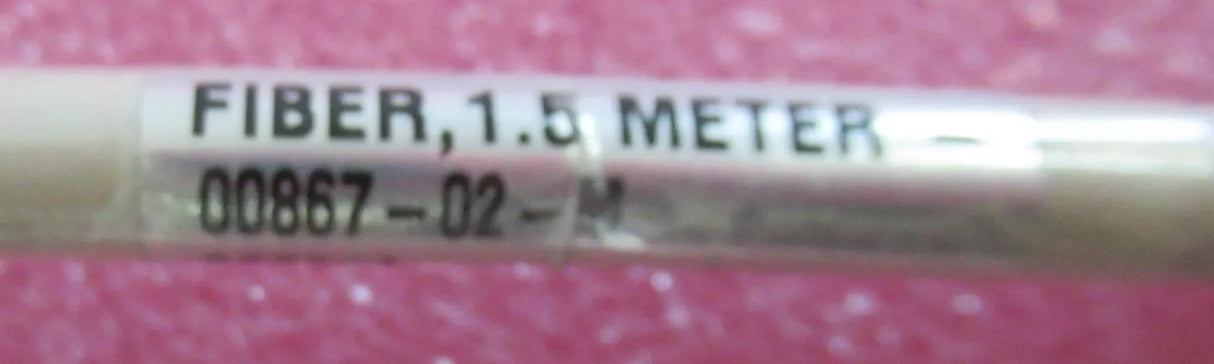 FIBER, 1.5 METER -
00867-02-M